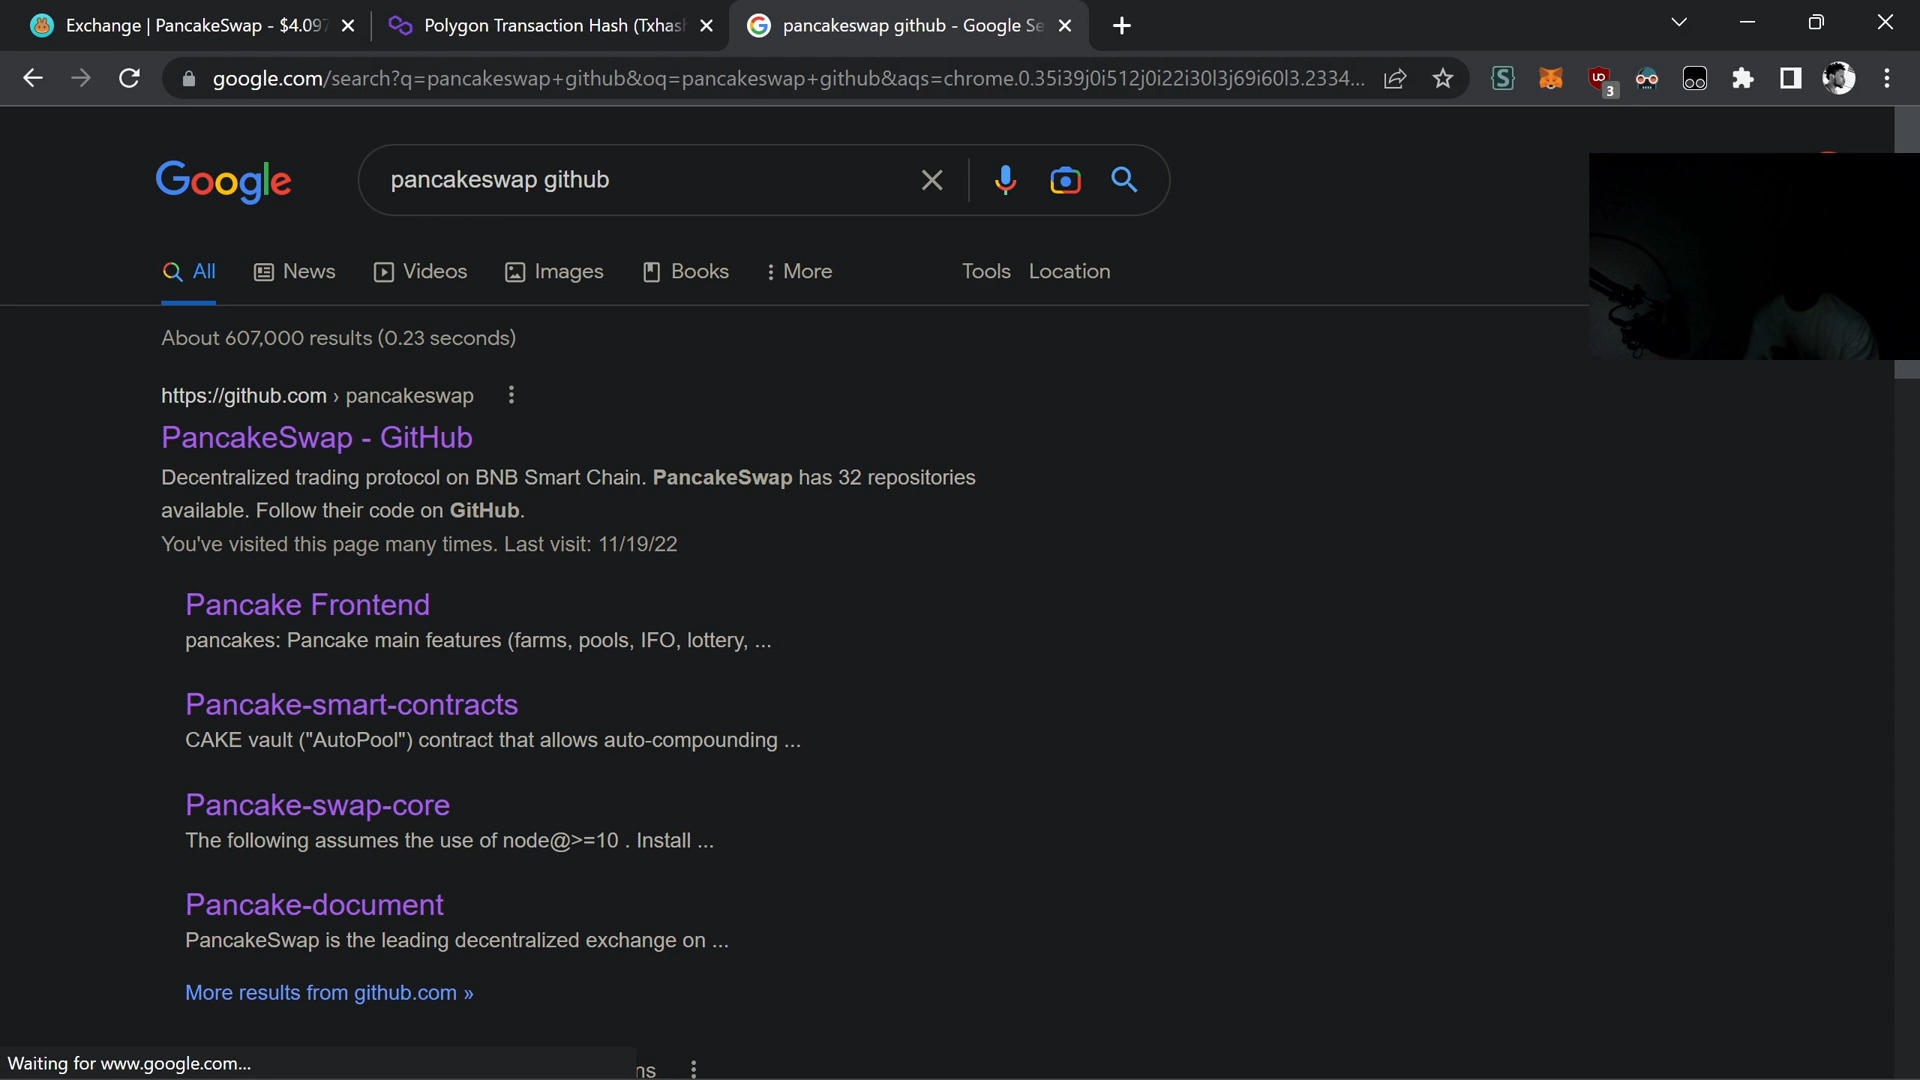 Exchange | PancakeSwap - $4.097
Polygon Transaction Hash (Txhas
pancakeswap github - Google Se
google.com/search?q=pancakeswap+github&oq=pancakeswap+github&aqs=chrome.0.35i39j0i512j0i22i30l3j69i60l3.2334...
3
Google
pancakeswap github
All
News
Videos
Images
Books
More
Tools
Location
About 607,000 results (0.23 seconds)
https://github.com › pancakeswap
PancakeSwap - GitHub
Decentralized trading protocol on BNB Smart Chain. PancakeSwap has 32 repositories
available. Follow their code on GitHub.
You've visited this page many times. Last visit: 11/19/22
Pancake Frontend
pancakes: Pancake main features (farms, pools, IFO, lottery, ...
Pancake-smart-contracts
CAKE vault ("AutoPool") contract that allows auto-compounding ...
Pancake-swap-core
The following assumes the use of node@>=10 . Install ...
Pancake-document
PancakeSwap is the leading decentralized exchange on ...
More results from github.com »
Waiting for www.google.com...
ns